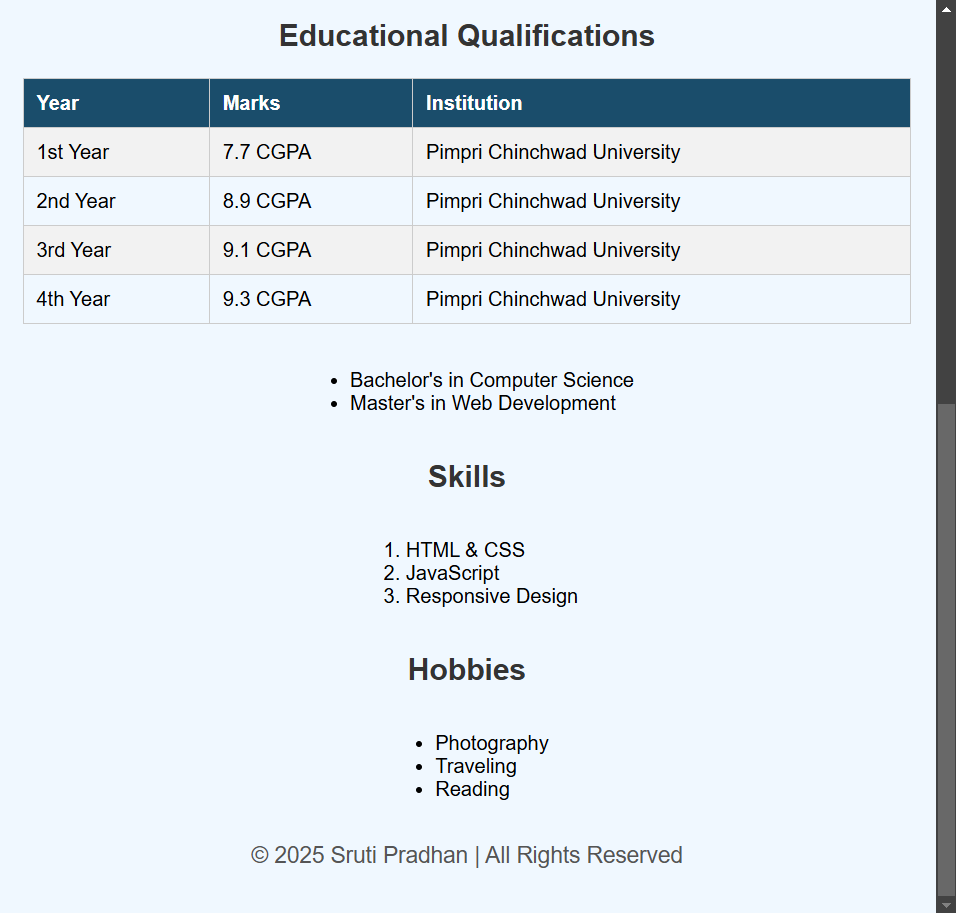 Educational Qualifications
Year Marks Institution
1st Year 7.7 CGPA Pimpri Chinchwad University
2nd Year 8.9 CGPA Pimpri Chinchwad University
3rd Year 9.1 CGPA Pimpri Chinchwad University
4th Year 9.3 CGPA Pimpri Chinchwad University
• Bachelor's in Computer Science
• Master's in Web Development
Skills
1. HTML & CSS
2. JavaScript
3. Responsive Design
Hobbies
• Photography
• Traveling
• Reading
© 2025 Sruti Pradhan | All Rights Reserved